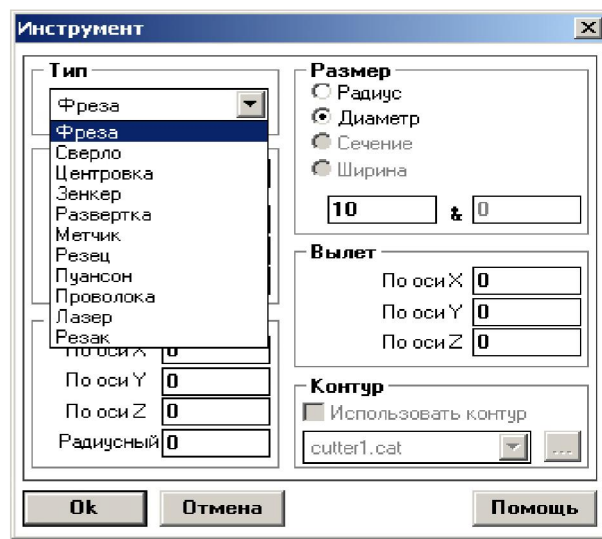 Инструмент
Тип
Фреза
Фреза
Сверло
Центровка
Зенкер
Развертка
Метчик
Резец
Пуансон
Проволока
Лазер
Резак
По оси X 0
По оси Y 0
По оси Z 0
Радиусный 0
Размер
Радиус
Диаметр
Сечение
Ширина
10 & 0
Вылет
По оси X 0
По оси Y 0
По оси Z 0
Контур
Использовать контур
cutter1.cat ...
Ok Отмена Помощь